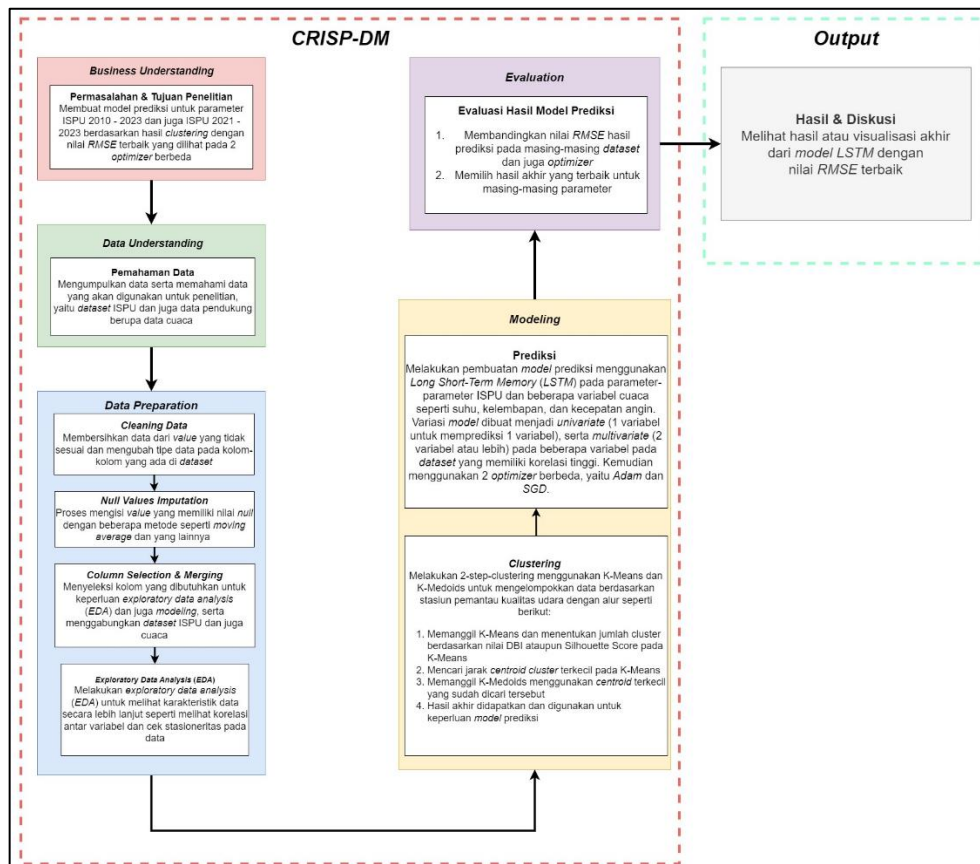 CRISP-DM
Business Understanding
Permasalahan & Tujuan Penelitian
Membuat model prediksi untuk parameter
ISPU 2010 - 2023 dan juga ISPU 2021 -
2023 berdasarkan hasil clustering dengan
nilai RMSE terbaik yang dilihat pada 2
optimizer berbeda
Data Understanding
Pemahaman Data
Mengumpulkan data serta memahami data
yang akan digunakan untuk penelitian,
yaitu dataset ISPU dan juga data pendukung
berupa data cuaca
Data Preparation
Cleaning Data
Membersihkan data dari value yang tidak
sesuai dan mengubah tipe data pada kolom-
kolom yang ada di dataset
Null Values Imputation
Proses mengisi value yang memiliki nilai null
dengan beberapa metode seperti moving
average dan yang lainnya
Column Selection & Merging
Menyeleksi kolom yang dibutuhkan untuk
keperluan exploratory data analysis
(EDA) dan juga modeling, serta
menggabungkan dataset ISPU dan juga
cuaca
Exploratory Data Analysis (EDA)
Melakukan exploratory data analysis
(EDA) untuk melihat karakteristik data
secara lebih lanjut seperti melihat korelasi
antar variabel dan cek stasioneritas pada
data
Evaluation
Evaluasi Hasil Model Prediksi
1. Membandingkan nilai RMSE hasil
prediksi pada masing-masing dataset
dan juga optimizer
2. Memilih hasil akhir yang terbaik untuk
masing-masing parameter
Modeling
Prediksi
Melakukan pembuatan model prediksi menggunakan
Long Short-Term Memory (LSTM) pada parameter-
parameter ISPU dan beberapa variabel cuaca
seperti suhu, kelembapan, dan kecepatan angin.
Variasi model dibuat menjadi univariate (1 variabel
untuk memprediksi 1 variabel), serta multivariate (2
variabel atau lebih) pada beberapa variabel pada
dataset yang memiliki korelasi tinggi. Kemudian
menggunakan 2 optimizer berbeda, yaitu Adam dan
SGD.
Clustering
Melakukan 2-step-clustering menggunakan K-Means dan
K-Medoids untuk mengelompokkan data berdasarkan
stasiun pemantau kualitas udara dengan alur seperti
berikut:
1. Memanggil K-Means dan menentukan jumlah cluster
berdasarkan nilai DBI ataupun Silhouette Score pada
K-Means
2. Mencari jarak centroid cluster terkecil pada K-Means
3. Memanggil K-Medoids menggunakan centroid terkecil
yang sudah dicari tersebut
4. Hasil akhir didapatkan dan digunakan untuk
keperluan model prediksi
Output
Hasil & Diskusi
Melihat hasil atau visualisasi akhir
dari model LSTM dengan
nilai RMSE terbaik